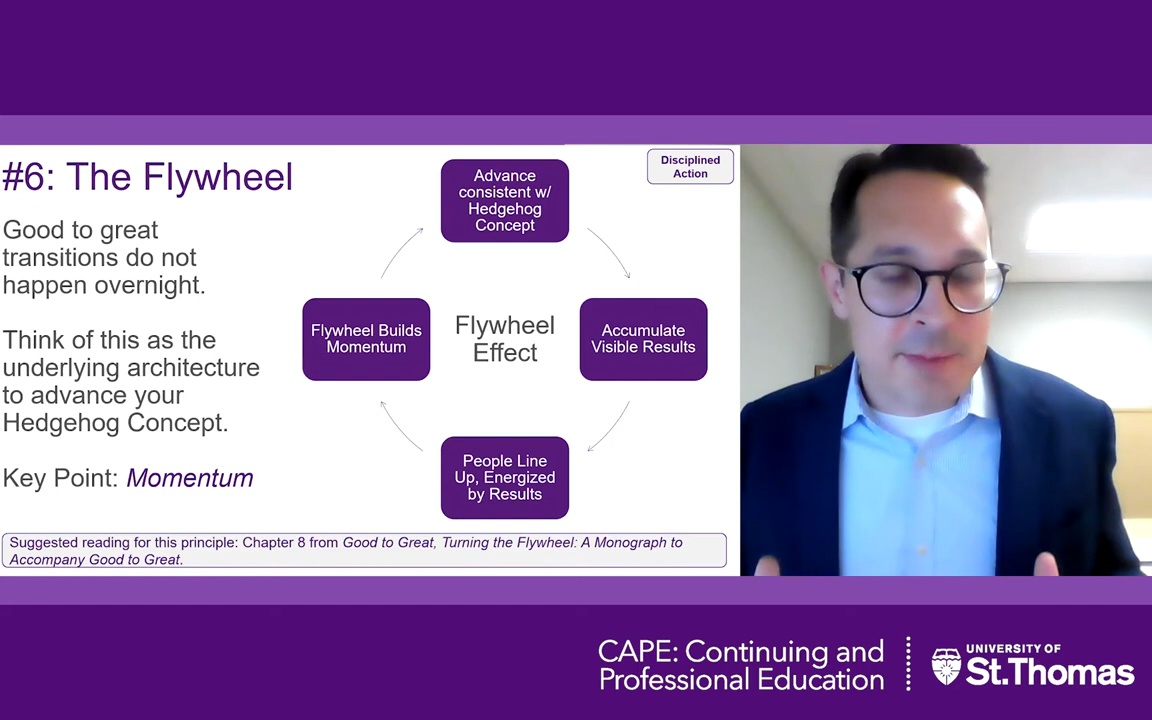 #6: The Flywheel
Good to great
transitions do not
happen overnight.
Think of this as the
underlying architecture
to advance your
Hedgehog Concept.
Key Point: Momentum
Disciplined
Action
Advance
consistent w/
Hedgehog
Concept
Flywheel Builds
Momentum
Flywheel
Effect
Accumulate
Visible Results
People Line
Up, Energized
by Results
Suggested reading for this principle: Chapter 8 from Good to Great, Turning the Flywheel: A Monograph to
Accompany Good to Great.
CAPE: Continuing and
Professional Education
UNIVERSITY OF
St.Thomas